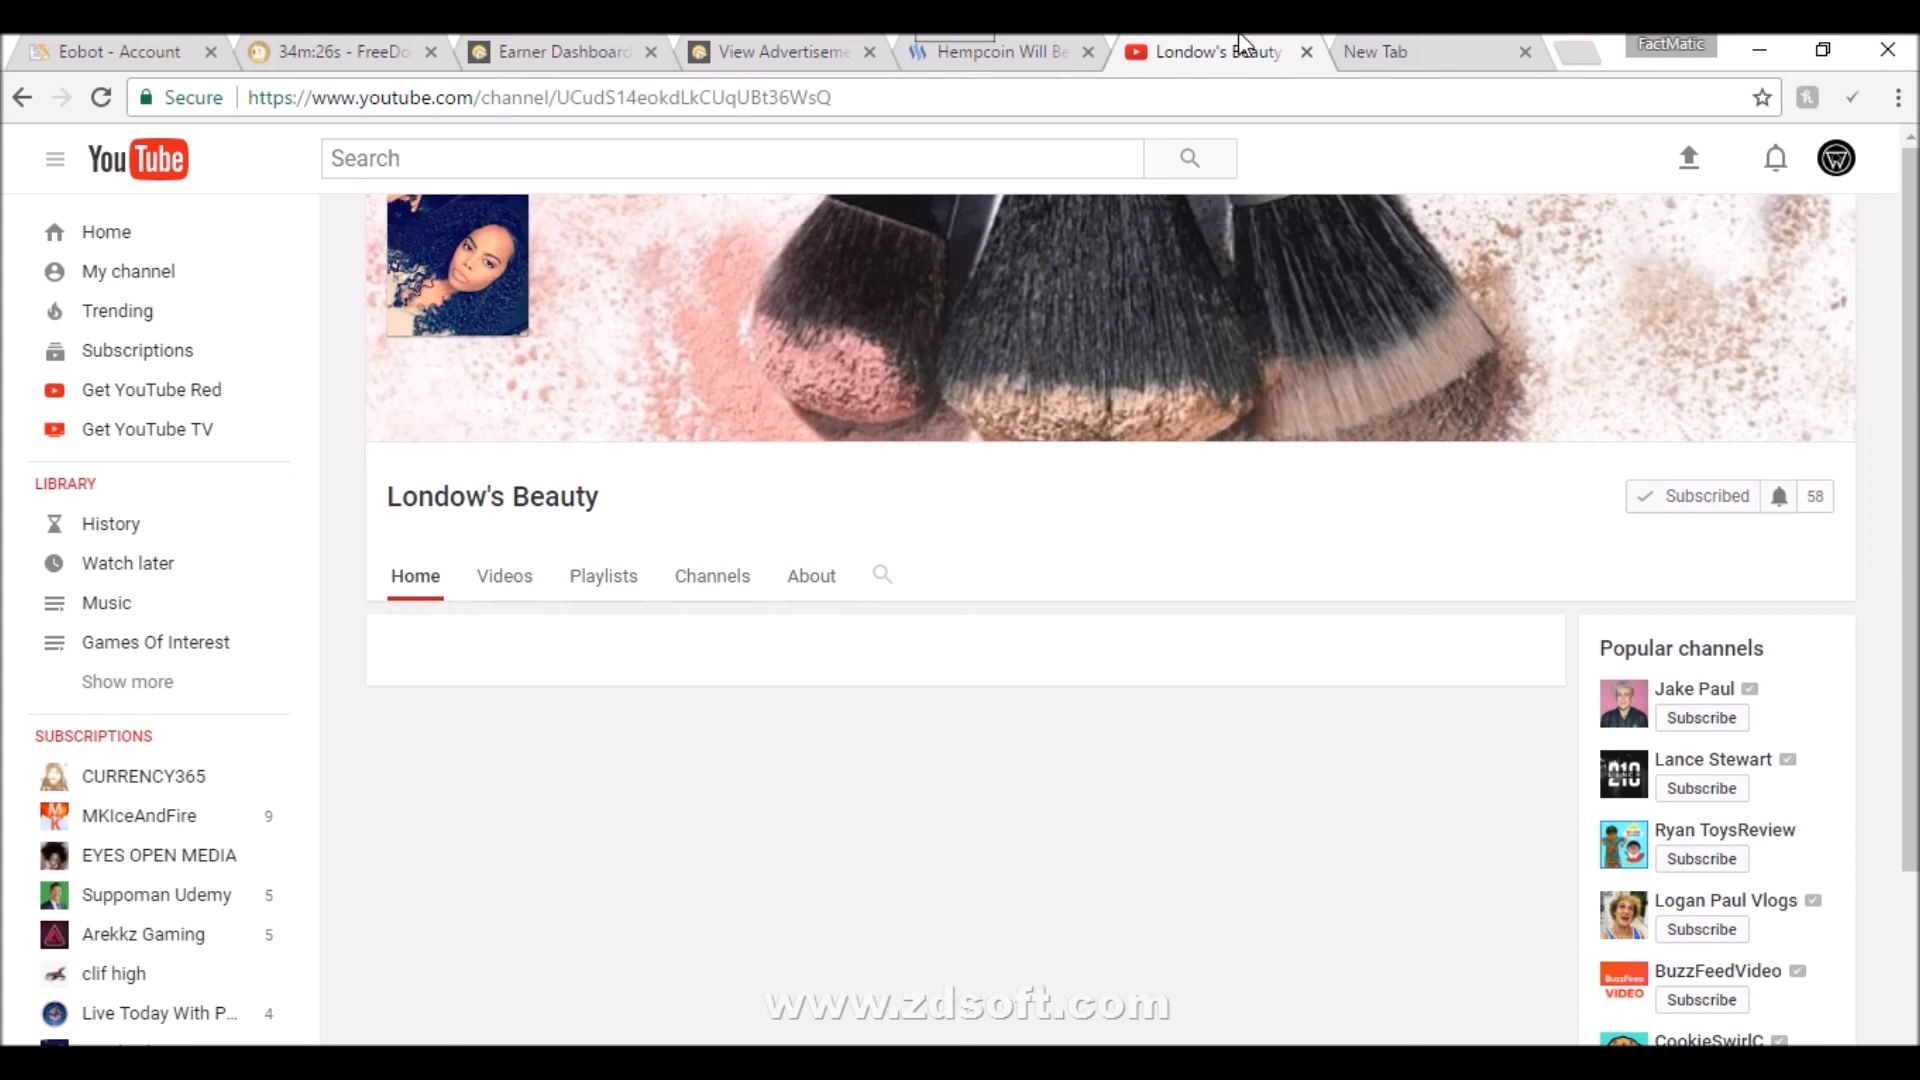 Eobot - Account
34m:26s - FreeDo
Earner Dashboard
View Advertiseme
Hempcoin Will Be
Londow's Beauty
New Tab
FactMatic
Secure
https://www.youtube.com/channel/UCudS14eokdLkCUqUBt36WsQ
YouTube
Search
Home
My channel
Trending
Subscriptions
Get YouTube Red
Get YouTube TV
LIBRARY
History
Watch later
Music
Games Of Interest
Show more
SUBSCRIPTIONS
CURRENCY365
MKIceAndFire 9
EYES OPEN MEDIA
Suppoman Udemy 5
Arekkz Gaming 5
clif high
Live Today With P... 4
Londow's Beauty
Subscribed 58
Home Videos Playlists Channels About
Popular channels
Jake Paul
Subscribe
Lance Stewart
Subscribe
Ryan ToysReview
Subscribe
Logan Paul Vlogs
Subscribe
BuzzFeed
VIDEO
BuzzFeedVideo
Subscribe
CookieSwirlC
www.zdsoft.com